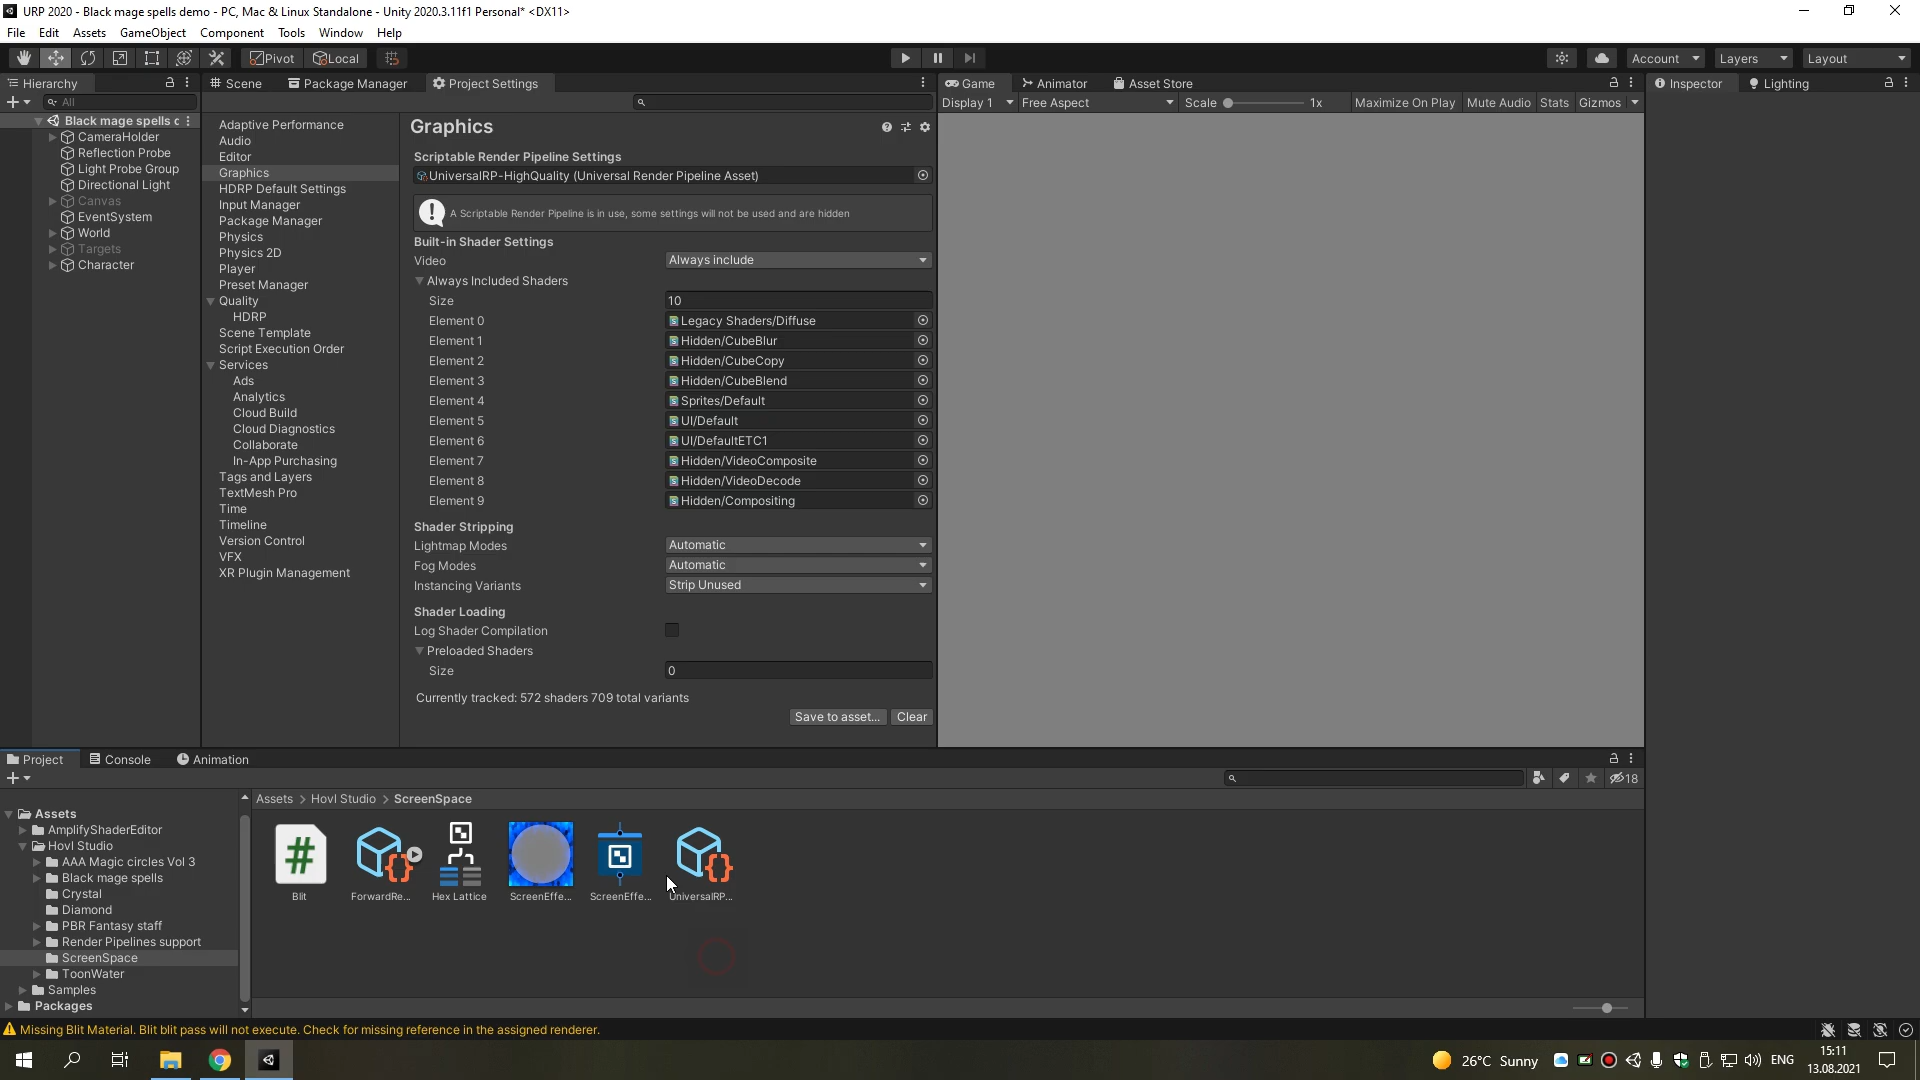 URP 2020 - Black mage spells demo - PC, Mac & Linux Standalone - Unity 2020.3.11f1 Personal* <DX11>
File Edit Assets GameObject Component Tools Window Help
Pivot Local Account Layers Layout
Hierarchy
All
Black mage spells c
CameraHolder
Reflection Probe
Light Probe Group
Directional Light
Canvas
EventSystem
World
Targets
Character
Scene Package Manager Project Settings
Adaptive Performance
Audio
Editor
Graphics
HDRP Default Settings
Input Manager
Package Manager
Physics
Physics 2D
Player
Preset Manager
Quality
HDRP
Scene Template
Script Execution Order
Services
Ads
Analytics
Cloud Build
Cloud Diagnostics
Collaborate
In-App Purchasing
Tags and Layers
TextMesh Pro
Time
Timeline
Version Control
VFX
XR Plugin Management
Graphics
Scriptable Render Pipeline Settings
UniversalRP-HighQuality (Universal Render Pipeline Asset)
A Scriptable Render Pipeline is in use, some settings will not be used and are hidden
Built-in Shader Settings
Video Always include
Always Included Shaders
Size 10
Element 0 Legacy Shaders/Diffuse
Element 1 Hidden/CubeBlur
Element 2 Hidden/CubeCopy
Element 3 Hidden/CubeBlend
Element 4 Sprites/Default
Element 5 UI/Default
Element 6 UI/DefaultETC1
Element 7 Hidden/VideoComposite
Element 8 Hidden/VideoDecode
Element 9 Hidden/Compositing
Shader Stripping
Lightmap Modes Automatic
Fog Modes Automatic
Instancing Variants Strip Unused
Shader Loading
Log Shader Compilation
Preloaded Shaders
Size 0
Currently tracked: 572 shaders 709 total variants
Save to asset... Clear
Game Animator Asset Store
Display 1 Free Aspect Scale 1x Maximize On Play Mute Audio Stats Gizmos
Inspector Lighting
Project Console Animation
18
Assets
AmplifyShaderEditor
Hovl Studio
AAA Magic circles Vol 3
Black mage spells
Crystal
Diamond
PBR Fantasy staff
Render Pipelines support
ScreenSpace
ToonWater
Samples
Packages
Assets > Hovl Studio > ScreenSpace
Blit ForwardRe... Hex Lattice ScreenEffe... ScreenEffe... UniversalRP...
Missing Blit Material. Blit blit pass will not execute. Check for missing reference in the assigned renderer.
26°C Sunny ENG 15:11
13.08.2021